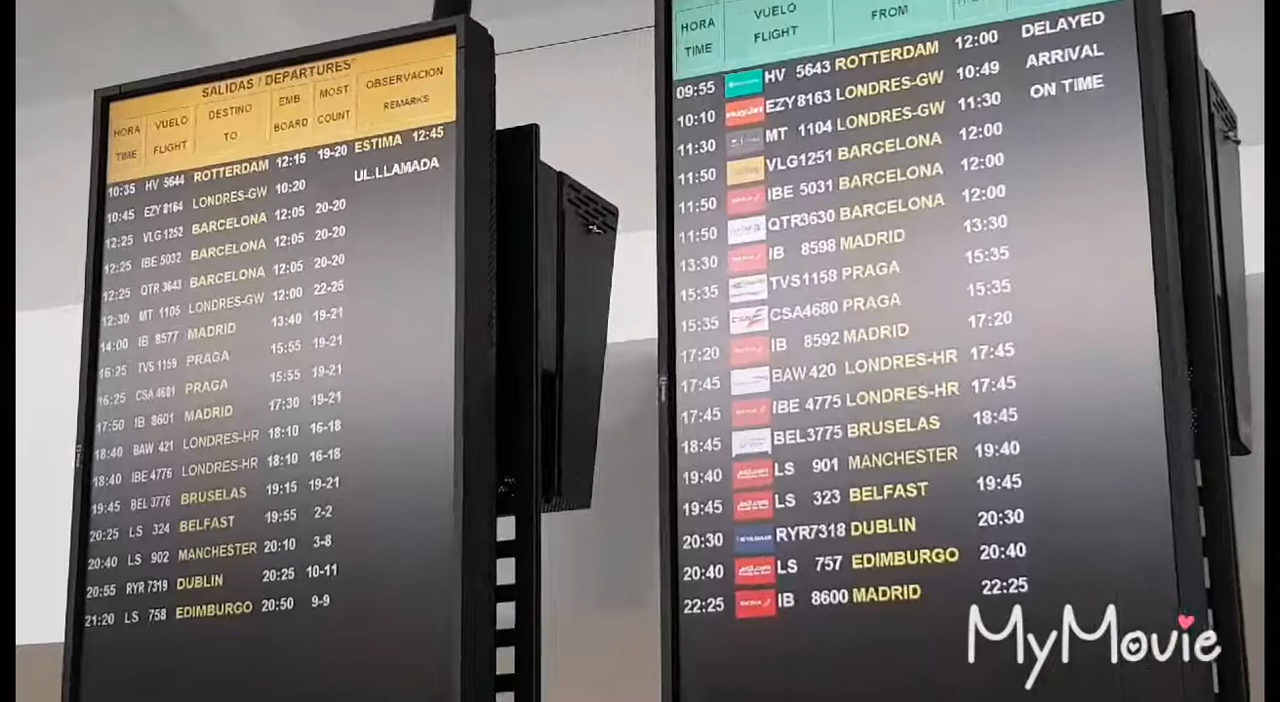 SALIDAS / DEPARTURES
HORA VUELO DESTINO EMB MOST OBSERVACION
TIME FLIGHT TO BOARD COUNT REMARKS
10:35 HV 5644 ROTTERDAM 12:15 19-20 ESTIMA 12:45
10:45 EZY 8164 LONDRES-GW 10:20 UL.LLAMADA
12:25 VLG 1252 BARCELONA 12:05 20-20
12:25 IBE 5032 BARCELONA 12:05 20-20
12:25 QTR 3643 BARCELONA 12:05 20-20
12:30 MT 1105 LONDRES-GW 12:00 22-25
14:00 IB 8577 MADRID 13:40 19-21
16:25 TVS 1159 PRAGA 15:55 19-21
16:25 CSA 4681 PRAGA 15:55 19-21
17:50 IB 8601 MADRID 17:30 19-21
18:40 BAW 421 LONDRES-HR 18:10 16-18
18:40 IBE 4776 LONDRES-HR 18:10 16-18
19:45 BEL 3776 BRUSELAS 19:15 19-21
20:25 LS 324 BELFAST 19:55 2-2
20:40 LS 902 MANCHESTER 20:10 3-8
20:55 RYR 7319 DUBLIN 20:25 10-11
21:20 LS 758 EDIMBURGO 20:50 9-9
HORA VUELO
TIME FLIGHT FROM
09:55 HV 5643 ROTTERDAM 12:00 DELAYED
10:10 easyJet EZY8163 LONDRES-GW 10:49 ARRIVAL
11:30 MT 1104 LONDRES-GW 11:30 ON TIME
11:50 VLG1251 BARCELONA 12:00
11:50 IBE 5031 BARCELONA 12:00
11:50 QTR3630 BARCELONA 12:00
13:30 IB 8598 MADRID 13:30
15:35 TVS1158 PRAGA 15:35
15:35 CSA CSA4680 PRAGA 15:35
17:20 IB 8592 MADRID 17:20
17:45 BAW 420 LONDRES-HR 17:45
17:45 IBE 4775 LONDRES-HR 17:45
18:45 BEL3775 BRUSELAS 18:45
19:40 Jet2.com LS 901 MANCHESTER 19:40
19:45 Jet2.com LS 323 BELFAST 19:45
20:30 RYANAIR RYR7318 DUBLIN 20:30
20:40 Jet2.com LS 757 EDIMBURGO 20:40
22:25 IBERIA IB 8600 MADRID 22:25
MyMovie